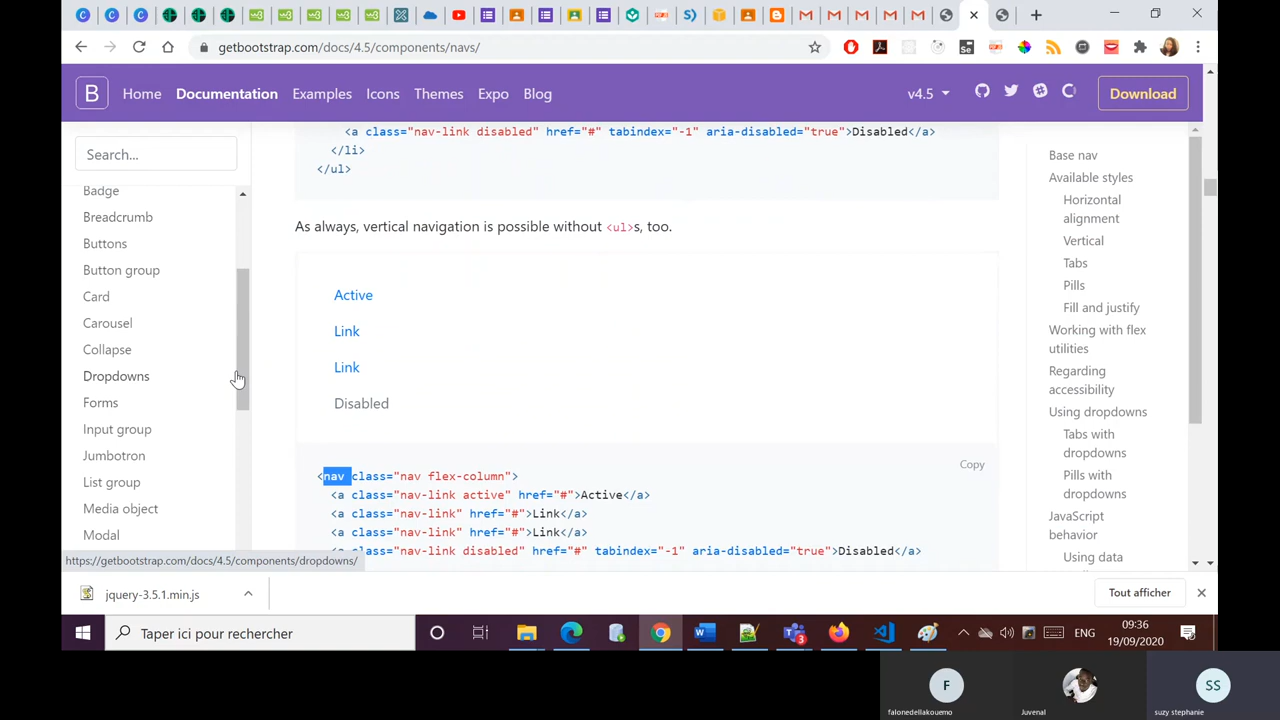 getbootstrap.com/docs/4.5/components/navs/
B
Home
Documentation
Examples
Icons
Themes
Expo
Blog
v4.5
Download
Search...
Badge
Breadcrumb
Buttons
Button group
Card
Carousel
Collapse
Dropdowns
Forms
Input group
Jumbotron
List group
Media object
Modal
<a class="nav-link disabled" href="#" tabindex="-1" aria-disabled="true">Disabled</a>
</li>
</ul>
As always, vertical navigation is possible without <ul>s, too.
Active
Link
Link
Disabled
Copy
<nav class="nav flex-column">
<a class="nav-link active" href="#">Active</a>
<a class="nav-link" href="#">Link</a>
<a class="nav-link" href="#">Link</a>
<a class="nav-link disabled" href="#" tabindex="-1" aria-disabled="true">Disabled</a>
Base nav
Available styles
Horizontal
alignment
Vertical
Tabs
Pills
Fill and justify
Working with flex
utilities
Regarding
accessibility
Using dropdowns
Tabs with
dropdowns
Pills with
dropdowns
JavaScript
behavior
Using data
https://getbootstrap.com/docs/4.5/components/dropdowns/
jquery-3.5.1.min.js
Tout afficher
Taper ici pour rechercher
3
ENG
09:36
19/09/2020
F
SS
falonedellakouemo
Juvenal
suzy stephanie